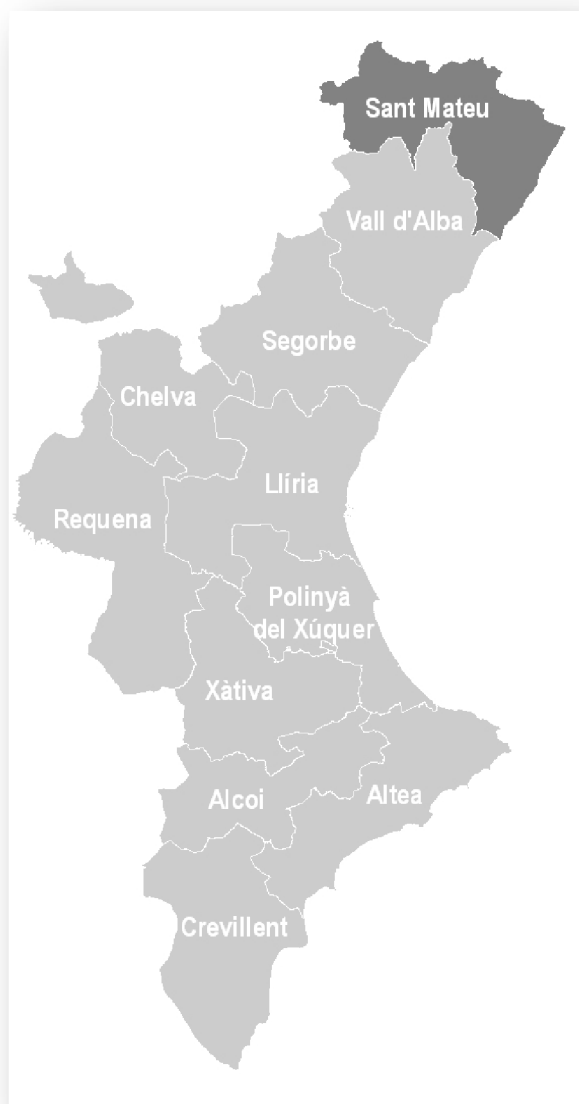 Sant Mateu
Vall d'Alba
Segorbe
Chelva
Llíria
Requena
Polinyà
del Xúquer
Xàtiva
Alcoi
Altea
Crevillent